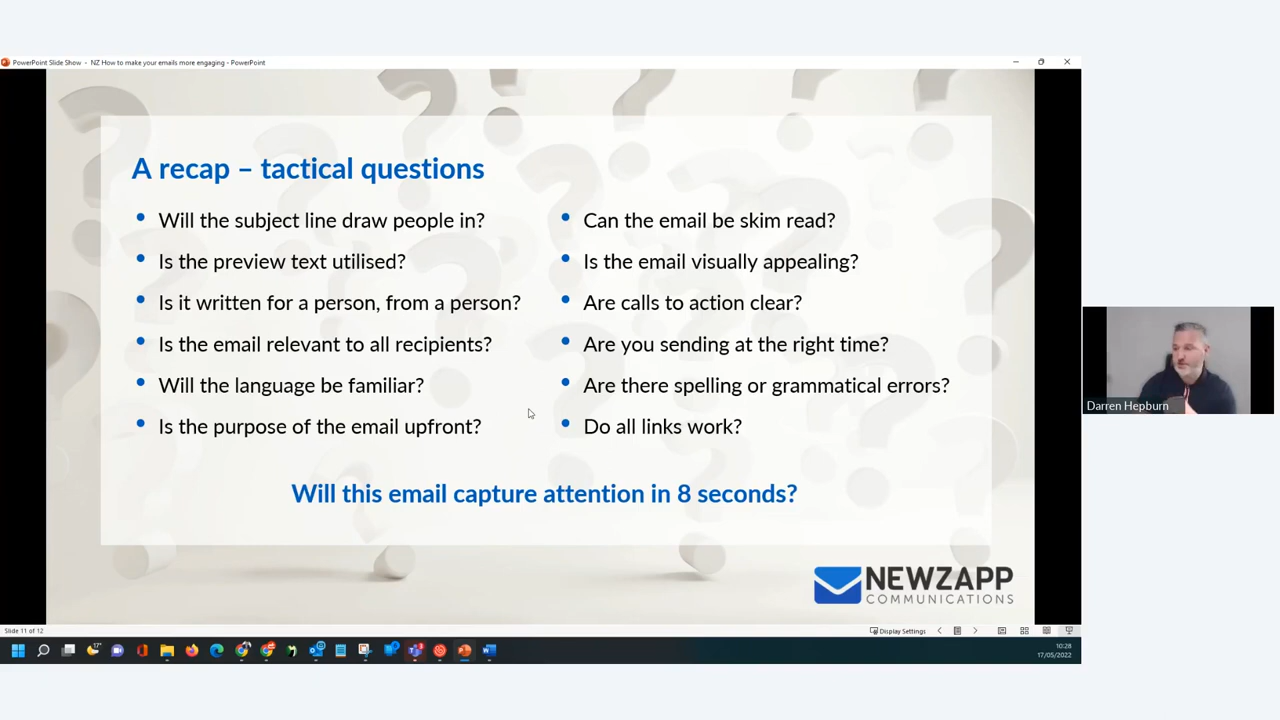 PowerPoint Slide Show - NZ How to make your emails more engaging - PowerPoint
A recap – tactical questions
Will the subject line draw people in?
Is the preview text utilised?
Is it written for a person, from a person?
Is the email relevant to all recipients?
Will the language be familiar?
Is the purpose of the email upfront?
Can the email be skim read?
Is the email visually appealing?
Are calls to action clear?
Are you sending at the right time?
Are there spelling or grammatical errors?
Do all links work?
Will this email capture attention in 8 seconds?
NEWZAPP
COMMUNICATIONS
Darren Hepburn
Slide 11 of 12
Display Settings
10:28
17/05/2022